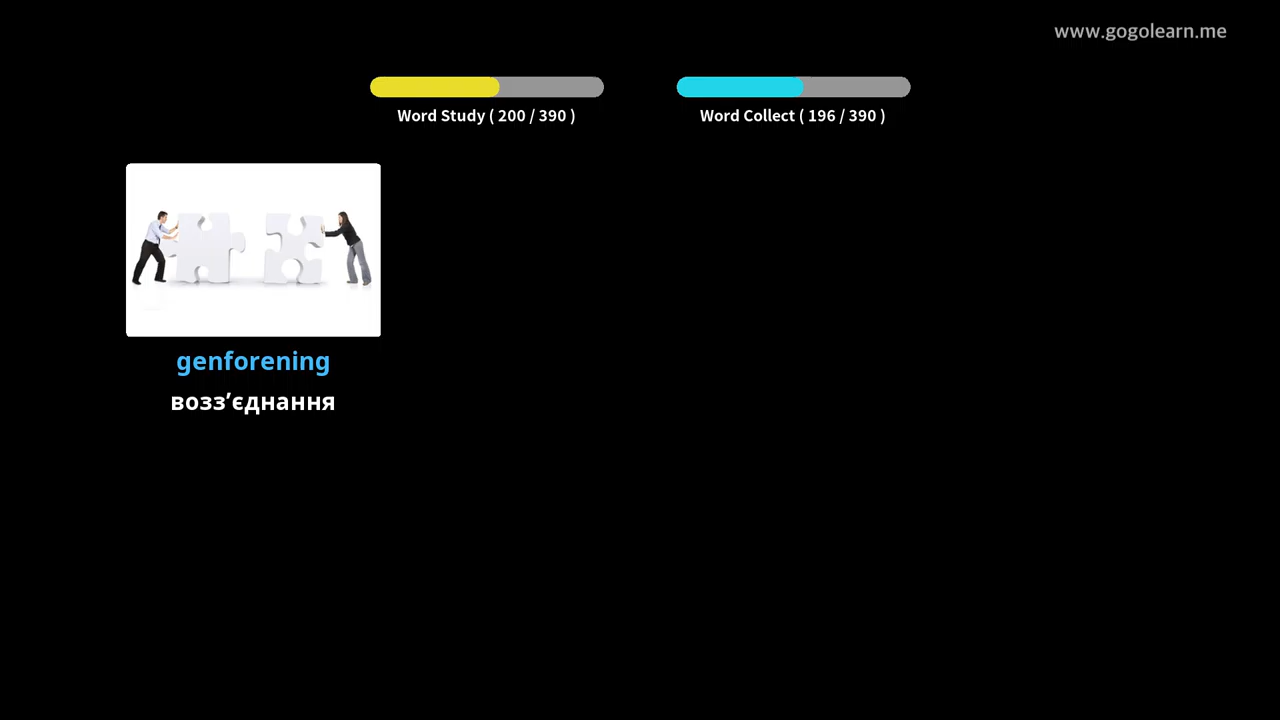 www.gogolearn.me
Word Study ( 200 / 390 )
Word Collect ( 196 / 390 )
genforening
возз’єднання